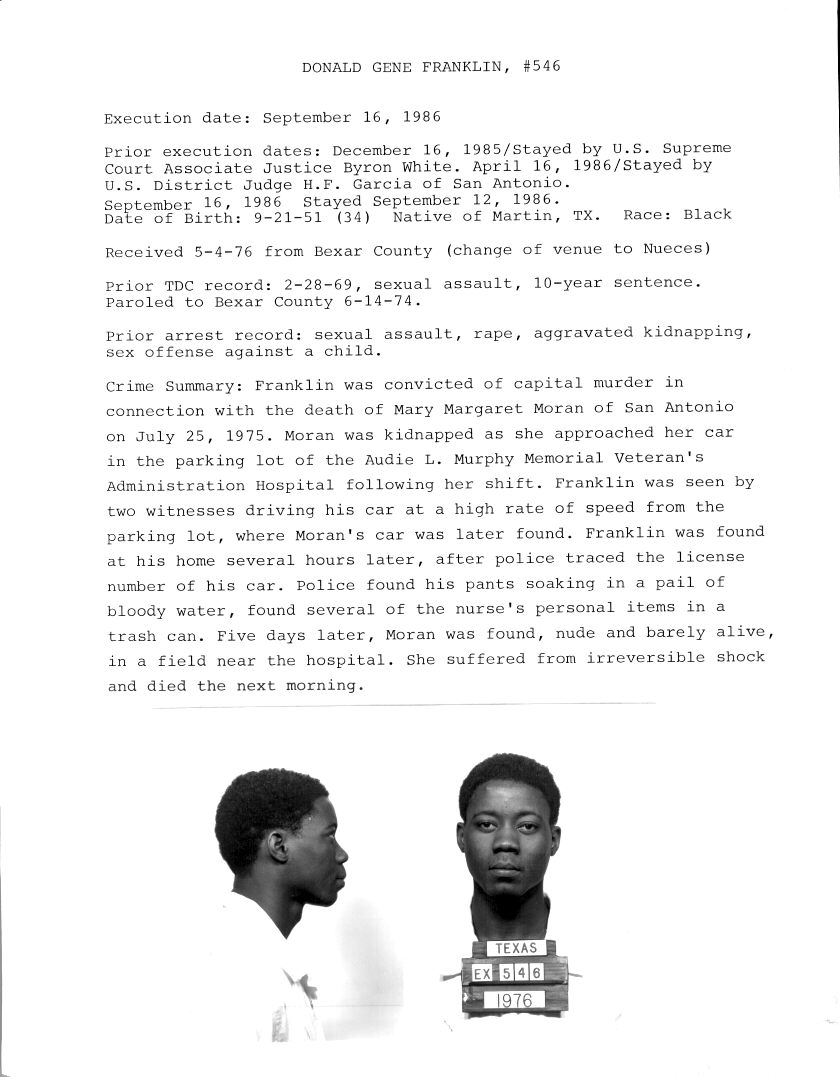 DONALD GENE FRANKLIN, #546
Execution date: September 16, 1986
Prior execution dates: December 16, 1985/Stayed by U.S. Supreme
Court Associate Justice Byron White. April 16, 1986/Stayed by
U.S. District Judge H.F. Garcia of San Antonio.
September 16, 1986 Stayed September 12, 1986.
Date of Birth: 9-21-51 (34) Native of Martin, TX. Race: Black
Received 5-4-76 from Bexar County (change of venue to Nueces)
Prior TDC record: 2-28-69, sexual assault, 10-year sentence.
Paroled to Bexar County 6-14-74.
Prior arrest record: sexual assault, rape, aggravated kidnapping,
sex offense against a child.
Crime Summary: Franklin was convicted of capital murder in
connection with the death of Mary Margaret Moran of San Antonio
on July 25, 1975. Moran was kidnapped as she approached her car
in the parking lot of the Audie L. Murphy Memorial Veteran's
Administration Hospital following her shift. Franklin was seen by
two witnesses driving his car at a high rate of speed from the
parking lot, where Moran's car was later found. Franklin was found
at his home several hours later, after police traced the license
number of his car. Police found his pants soaking in a pail of
bloody water, found several of the nurse's personal items in a
trash can. Five days later, Moran was found, nude and barely alive,
in a field near the hospital. She suffered from irreversible shock
and died the next morning.
TEXAS
EX 546
1976